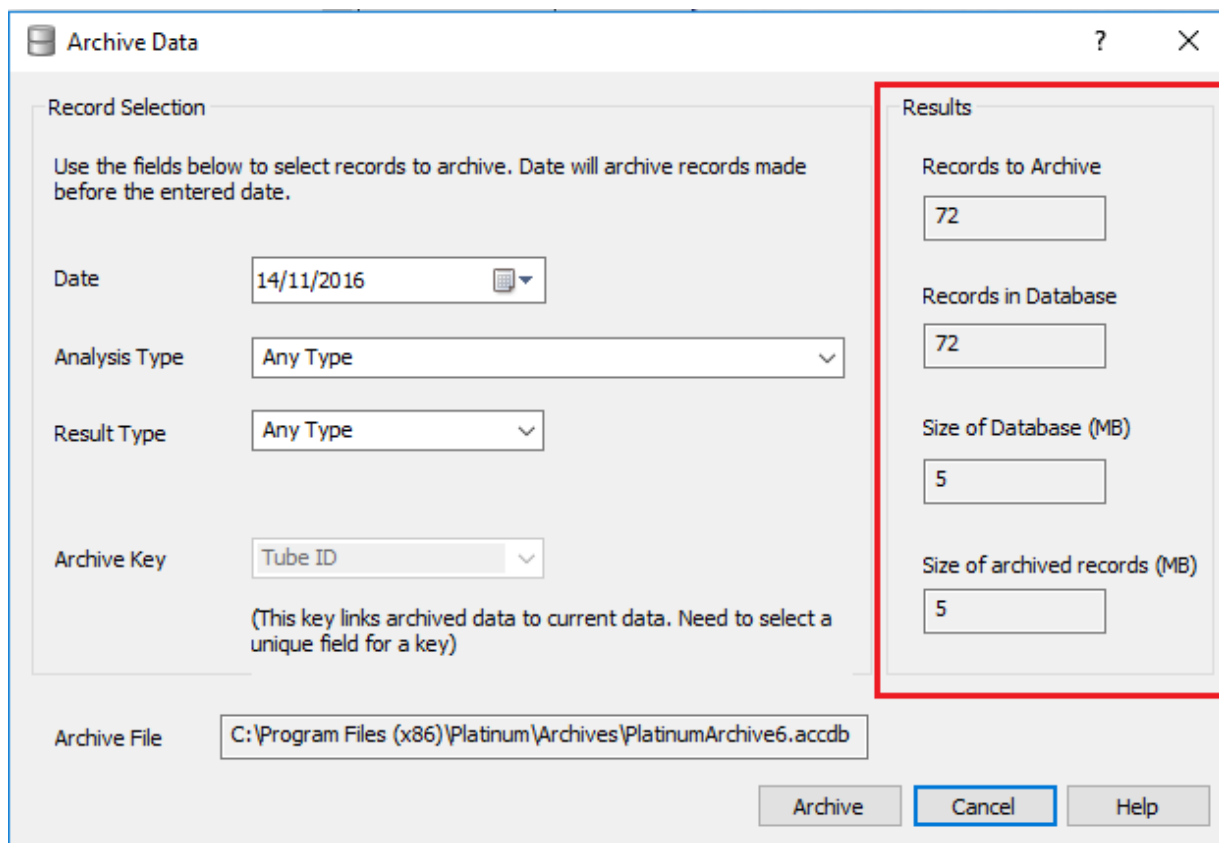 Archive Data
?
Record Selection
Use the fields below to select records to archive. Date will archive records made
before the entered date.
Date
14/11/2016
Analysis Type
Any Type
Result Type
Any Type
Archive Key
Tube ID
(This key links archived data to current data. Need to select a
unique field for a key)
Results
Records to Archive
72
Records in Database
72
Size of Database (MB)
5
Size of archived records (MB)
5
Archive File
C:\Program Files (x86)\Platinum\Archives\PlatinumArchive6.accdb
Archive
Cancel
Help